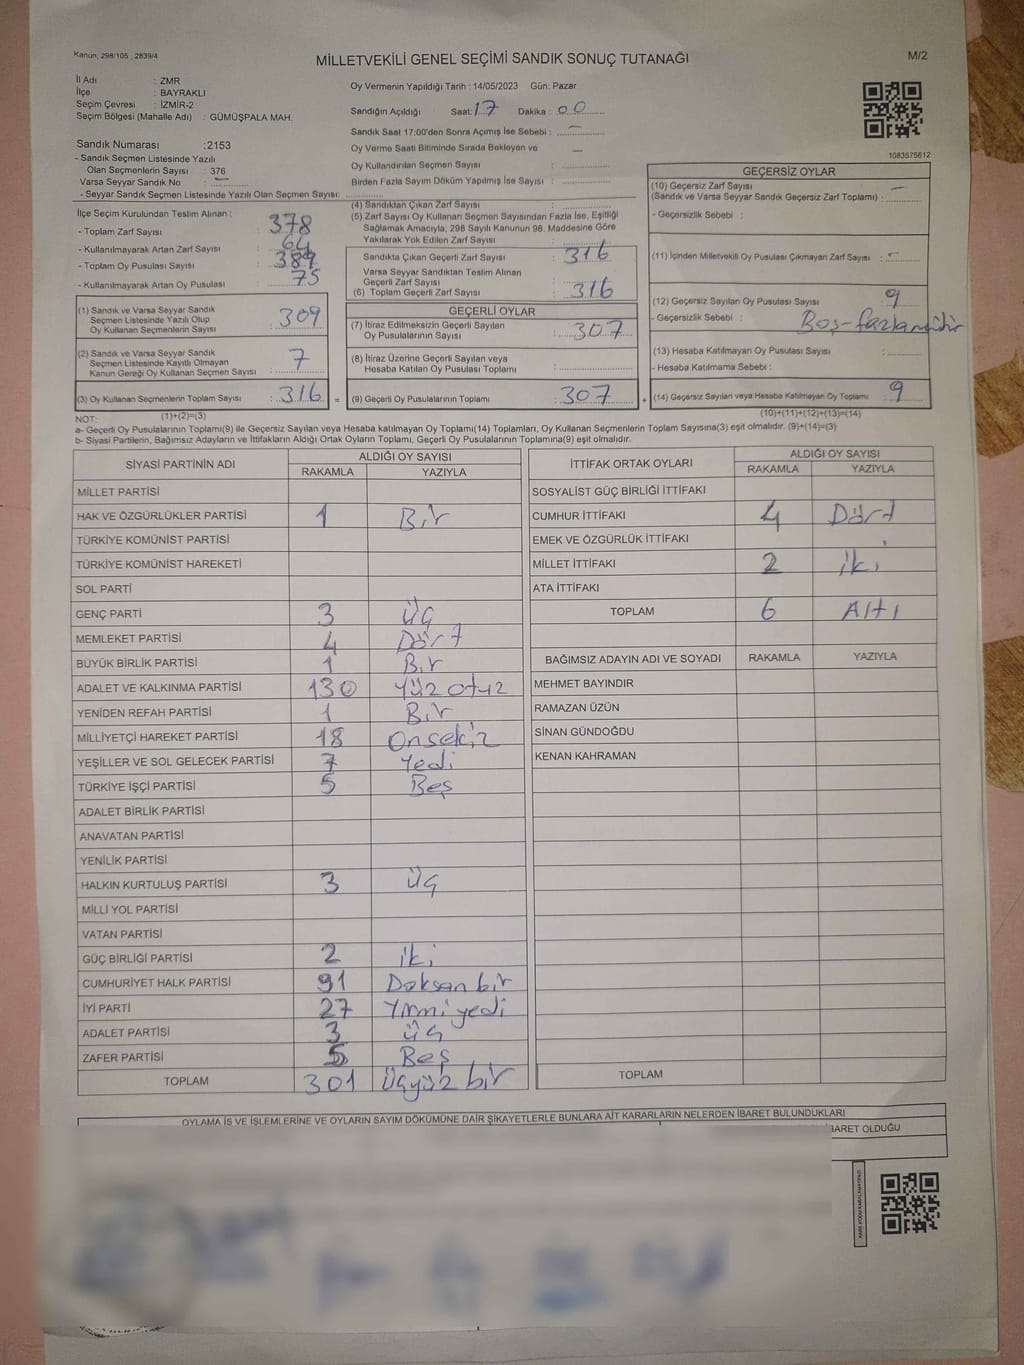 Kanun; 298/105 , 2839/4
MİLLETVEKİLİ GENEL SEÇİMİ SANDIK SONUÇ TUTANAĞI
M/2
İl Adı : ZMR
İlçe : BAYRAKLI
Seçim Çevresi : İZMİR-2
Seçim Bölgesi (Mahalle Adı) : GÜMÜŞPALA MAH.
Sandık Numarası :2153
- Sandık Seçmen Listesinde Yazılı
Olan Seçmenlerin Sayısı : 376
Varsa Seyyar Sandık No : –
- Seyyar Sandık Seçmen Listesinde Yazılı Olan Seçmen Sayısı:
Oy Vermenin Yapıldığı Tarih : 14/05/2023 Gün: Pazar
Sandığın Açıldığı Saat: 17 Dakika : 00
Sandık Saat 17:00'den Sonra Açımış İse Sebebi : –
Oy Verme Saati Bitiminde Sırada Bekleyen ve –
Oy Kullandırılan Seçmen Sayısı :
Birden Fazla Sayım Döküm Yapılmış İse Sayısı :
1083975612
İlçe Seçim Kurulundan Teslim Alınan :
- Toplam Zarf Sayısı : 378
- Kullanılmayarak Artan Zarf Sayısı : 64
- Toplam Oy Pusulası Sayısı : 389
- Kullanılmayarak Artan Oy Pusulası : 75
(1) Sandık ve Varsa Seyyar Sandık
Seçmen Listesinde Yazılı Olup
Oy Kullanan Seçmenlerin Sayısı : 309
(2) Sandık ve Varsa Seyyar Sandık
Seçmen Listesinde Kayıtlı Olmayan
Kanun Gereği Oy Kullanan Seçmen Sayısı : 7
(3) Oy Kullanan Seçmenlerin Toplam Sayısı : 316 =
(4) Sandıktan Çıkan Zarf Sayısı :
(5) Zarf Sayısı Oy Kullanan Seçmen Sayısından Fazla İse, Eşitliği
Sağlamak Amacıyla; 298 Sayılı Kanunun 98. Maddesine Göre
Yakılarak Yok Edilen Zarf Sayısı :
Sandıkta Çıkan Geçerli Zarf Sayısı : 316
Varsa Seyyar Sandıktan Teslim Alınan
Geçerli Zarf Sayısı :
(6) Toplam Geçerli Zarf Sayısı : 316
GEÇERLİ OYLAR
(7) İtiraz Edilmeksizin Geçerli Sayılan
Oy Pusulalarının Sayısı : 307
(8) İtiraz Üzerine Geçerli Sayılan veya
Hesaba Katılan Oy Pusulası Toplamı :
(9) Geçerli Oy Pusulalarının Toplamı : 307 +
GEÇERSİZ OYLAR
(10) Geçersiz Zarf Sayısı –
(Sandık ve Varsa Seyyar Sandık Geçersiz Zarf Toplamı) :
- Geçersizlik Sebebi :
(11) İçinden Milletvekili Oy Pusulası Çıkmayan Zarf Sayısı : –
(12) Geçersiz Sayılan Oy Pusulası Sayısı : 9
- Geçersizlik Sebebi : Boş-fazla
(13) Hesaba Katılmayan Oy Pusulası Sayısı :
- Hesaba Katılmama Sebebi :
(14) Geçersiz Sayılan veya Hesaba Katılmayan Oy Toplamı : 9
NOT: (1)+(2)=(3) (10)+(11)+(12)+(13)=(14)
a- Geçerli Oy Pusulalarının Toplamı(9) ile Geçersiz Sayılan veya Hesaba katılmayan Oy Toplamı(14) Toplamları, Oy Kullanan Seçmenlerin Toplam Sayısına(3) eşit olmalıdır. (9)+(14)=(3)
b- Siyasi Partilerin, Bağımsız Adayların ve İttifakların Aldığı Ortak Oyların Toplamı, Geçerli Oy Pusulalarının Toplamına(9) eşit olmalıdır.
SİYASİ PARTİNİN ADI ALDIĞI OY SAYISI
RAKAMLA YAZIYLA
MİLLET PARTİSİ
HAK VE ÖZGÜRLÜKLER PARTİSİ 1 Bir
TÜRKİYE KOMÜNİST PARTİSİ
TÜRKİYE KOMÜNİST HAREKETİ
SOL PARTİ
GENÇ PARTİ 3 Üç
MEMLEKET PARTİSİ 4 Dört
BÜYÜK BİRLİK PARTİSİ 1 Bir
ADALET VE KALKINMA PARTİSİ 130 Yüz otuz
YENİDEN REFAH PARTİSİ 1 Bir
MİLLİYETÇİ HAREKET PARTİSİ 18 Onsekiz
YEŞİLLER VE SOL GELECEK PARTİSİ 7 Yedi
TÜRKİYE İŞÇİ PARTİSİ 5 Beş
ADALET BİRLİK PARTİSİ
ANAVATAN PARTİSİ
YENİLİK PARTİSİ
HALKIN KURTULUŞ PARTİSİ 3 Üç
MİLLİ YOL PARTİSİ
VATAN PARTİSİ
GÜÇ BİRLİĞİ PARTİSİ 2 İki
CUMHURİYET HALK PARTİSİ 91 Doksan bir
İYİ PARTİ 27 Yirmi yedi
ADALET PARTİSİ 3 Üç
ZAFER PARTİSİ 5 Beş
TOPLAM 301 Üçyüz bir
İTTİFAK ORTAK OYLARI ALDIĞI OY SAYISI
RAKAMLA YAZIYLA
SOSYALİST GÜÇ BİRLİĞİ İTTİFAKI
CUMHUR İTTİFAKI 4 Dört
EMEK VE ÖZGÜRLÜK İTTİFAKI
MİLLET İTTİFAKI 2 İki
ATA İTTİFAKI
TOPLAM 6 Altı
BAĞIMSIZ ADAYIN ADI VE SOYADI RAKAMLA YAZIYLA
MEHMET BAYINDIR
RAMAZAN ÜZÜN
SİNAN GÜNDOĞDU
KENAN KAHRAMAN
TOPLAM
OYLAMA İŞ VE İŞLEMLERİNE VE OYLARIN SAYIM DÖKÜMÜNE DAİR ŞİKAYETLERLE BUNLARA AİT KARARLARIN NELERDEN İBARET BULUNDUKLARI
İBARET OLDUĞU